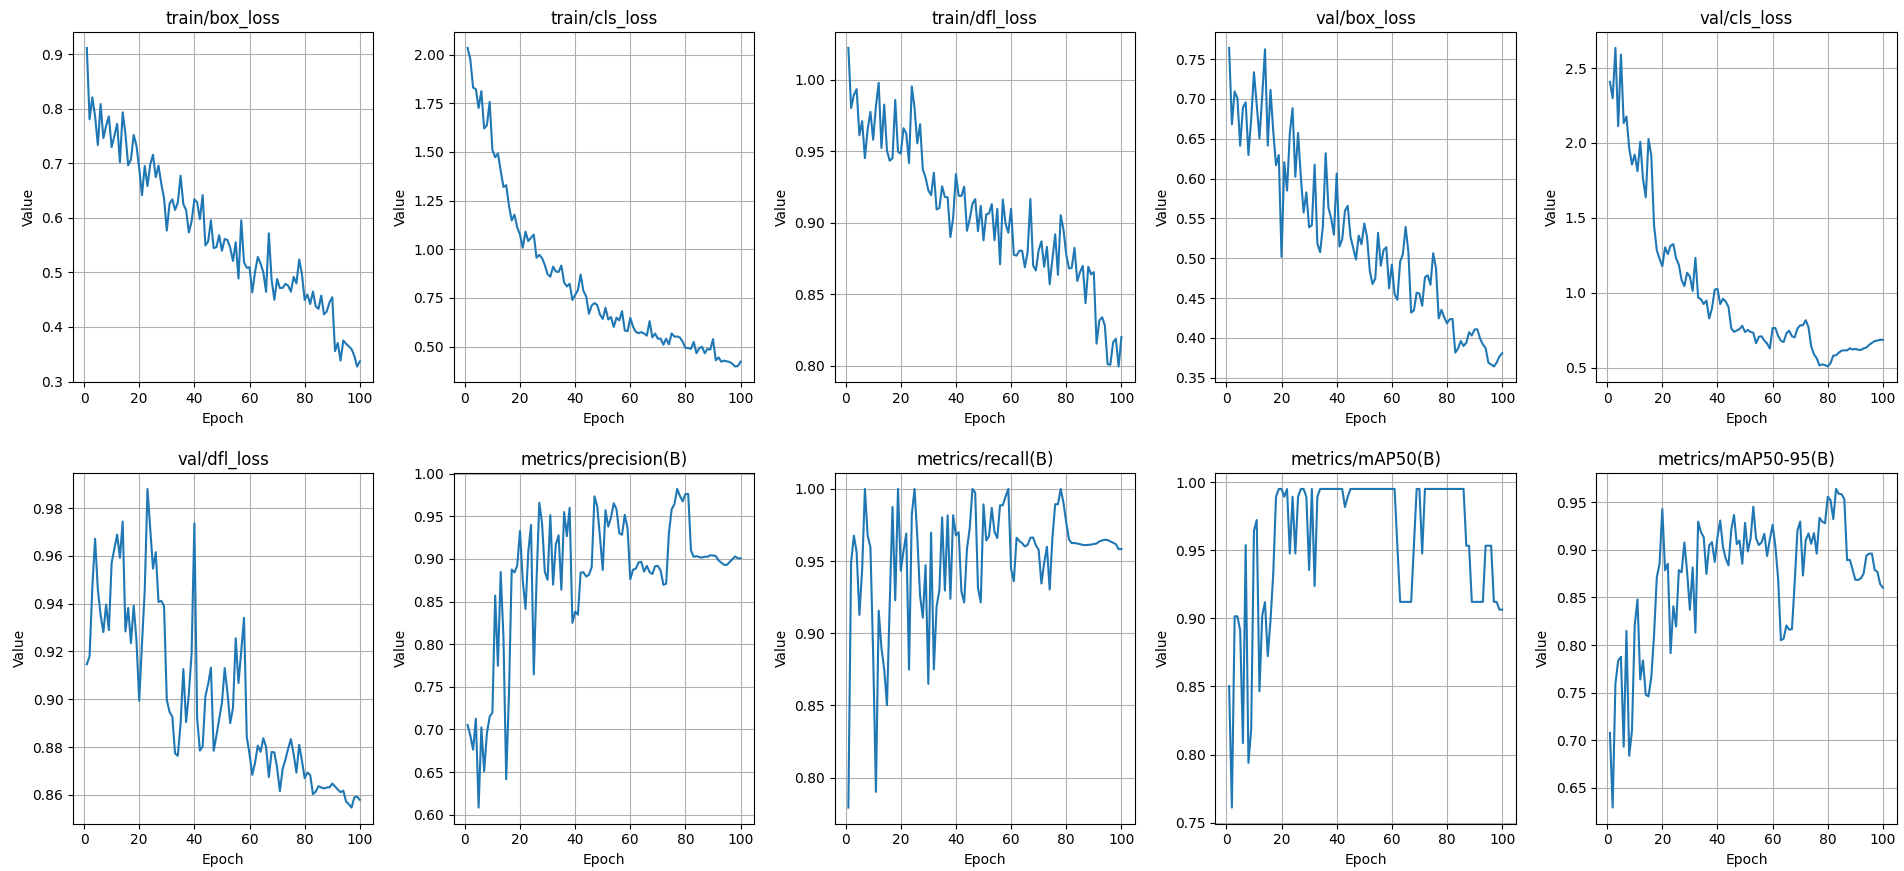 train/box_loss
train/cls_loss
train/dfl_loss
val/box_loss
val/cls_loss
0.9
0.8
0.7
0.6
0.5
0.4
0.3
Value
0 20 40 60 80 100
Epoch
2.00
1.75
1.50
1.25
1.00
0.75
0.50
Value
0 20 40 60 80 100
Epoch
1.00
0.95
0.90
0.85
0.80
Value
0 20 40 60 80 100
Epoch
0.75
0.70
0.65
0.60
0.55
0.50
0.45
0.40
0.35
Value
0 20 40 60 80 100
Epoch
2.5
2.0
1.5
1.0
0.5
Value
0 20 40 60 80 100
Epoch
val/dfl_loss
metrics/precision(B)
metrics/recall(B)
metrics/mAP50(B)
metrics/mAP50-95(B)
0.98
0.96
0.94
0.92
0.90
0.88
0.86
Value
0 20 40 60 80 100
Epoch
1.00
0.95
0.90
0.85
0.80
0.75
0.70
0.65
0.60
Value
0 20 40 60 80 100
Epoch
1.00
0.95
0.90
0.85
0.80
Value
0 20 40 60 80 100
Epoch
1.00
0.95
0.90
0.85
0.80
0.75
Value
0 20 40 60 80 100
Epoch
0.95
0.90
0.85
0.80
0.75
0.70
0.65
Value
0 20 40 60 80 100
Epoch